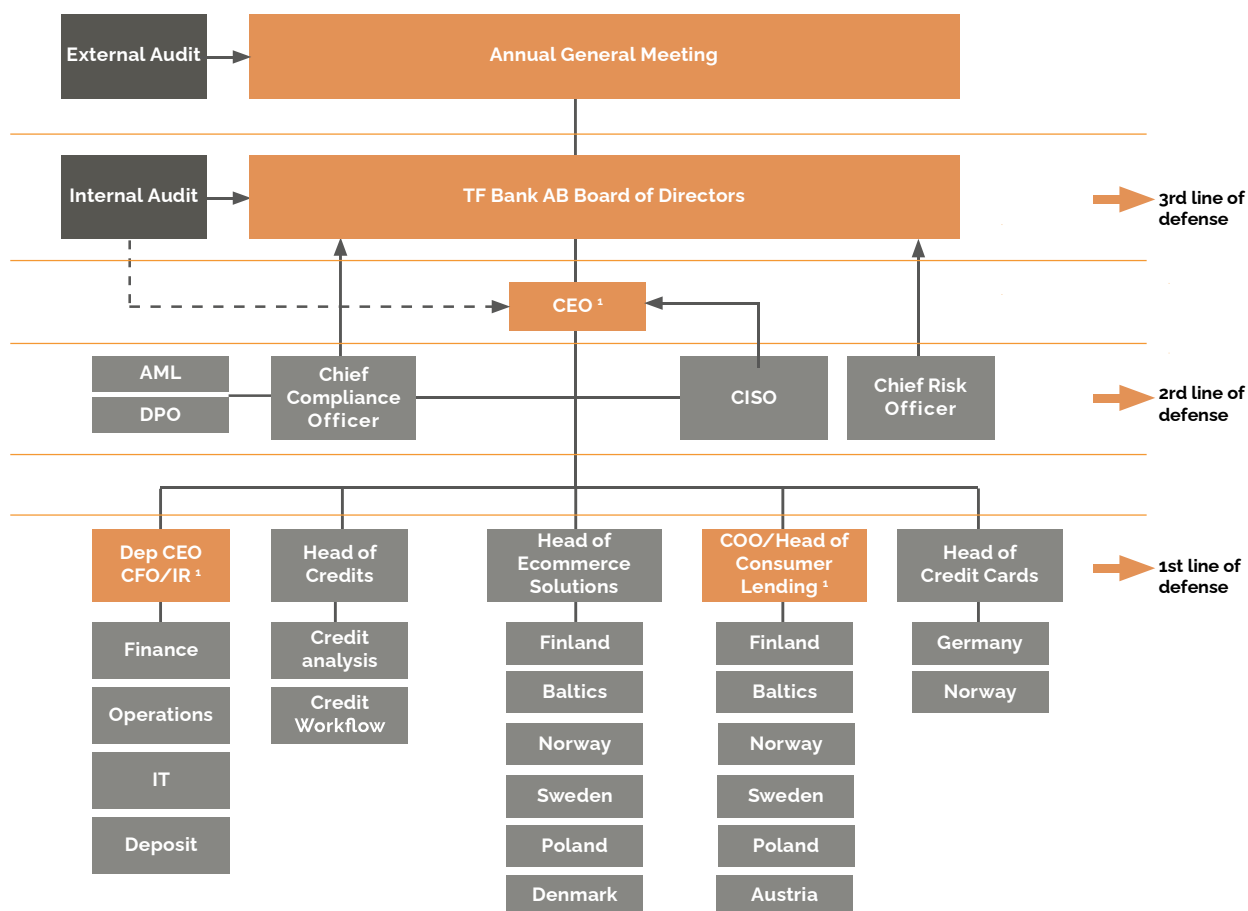 External Audit
Annual General Meeting
Internal Audit
TF Bank AB Board of Directors
3rd line of
defense
CEO ¹
AML
DPO
Chief
Compliance
Officer
CISO
Chief Risk
Officer
2rd line of
defense
Dep CEO
CFO/IR ¹
Head of
Credits
Head of
Ecommerce
Solutions
COO/Head of
Consumer
Lending ¹
Head of
Credit Cards
1st line of
defense
Finance
Operations
IT
Deposit
Credit
analysis
Credit
Workflow
Finland
Baltics
Norway
Sweden
Poland
Denmark
Finland
Baltics
Norway
Sweden
Poland
Austria
Germany
Norway